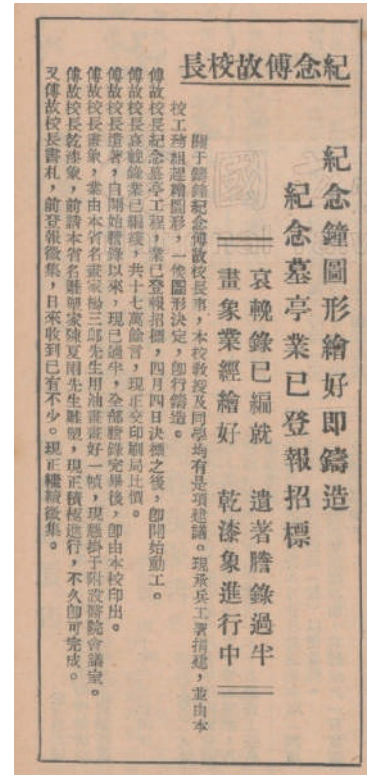 紀念傅故校長
紀念鐘圖形繪好即鑄造
紀念墓亭業已登報招標
哀輓錄已編就　遺著謄錄過半
畫象業經繪好　乾漆象進行中
關于鑄鐘紀念傅故校長事，本校教授及同學均有是項建議。現承兵工署捐建，並由本
校工務組趕繪圖形，一俟圖形決定，卽行鑄造。
傅故校長紀念墓亭工程，業已登報招標，四月四日決標之後，卽開始動工。
傅故校長哀輓錄業已編竣，共十七萬餘言，現正交印刷局比價。
傅故校長遺著，自開始謄錄以來，現已過半，全部謄錄完畢後，卽由本校印出。
傅故校長畫象，業由本省名畫家楊三郎先生用油畫畫好一幀，現懸掛于附設醫院會議室。
傅故校長乾漆象，前請本省名雕塑家陳夏雨先生雕塑，現正積極進行，不久卽可完成。
又傅故校長書札，前登報徵集，日來收到已有不少。現正繼續徵集。